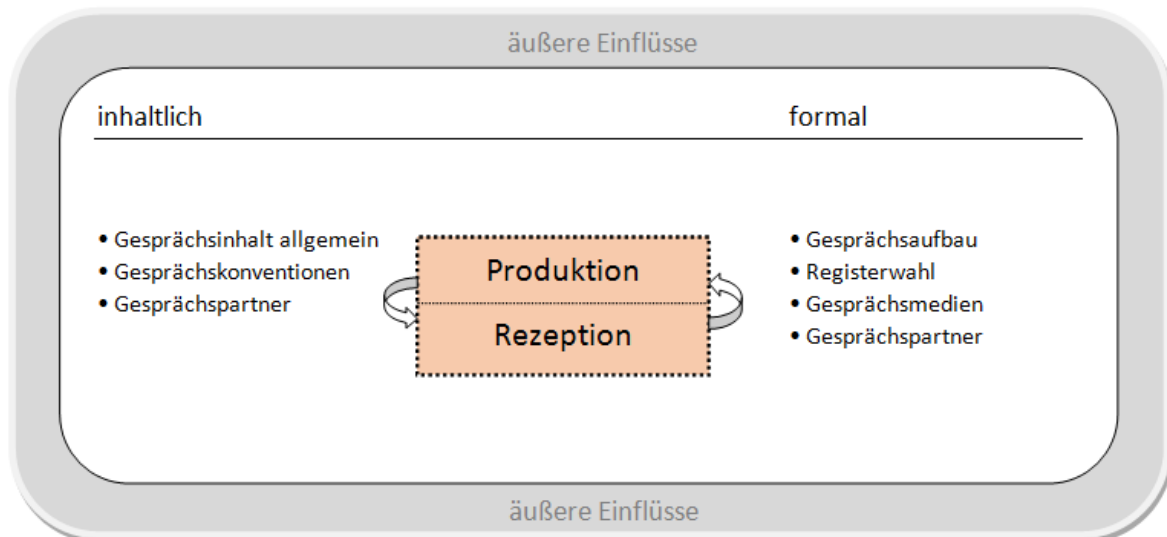 äußere Einflüsse
inhaltlich
formal
• Gesprächsinhalt allgemein
• Gesprächskonventionen
• Gesprächspartner
Produktion
Rezeption
• Gesprächsaufbau
• Registerwahl
• Gesprächsmedien
• Gesprächspartner
äußere Einflüsse